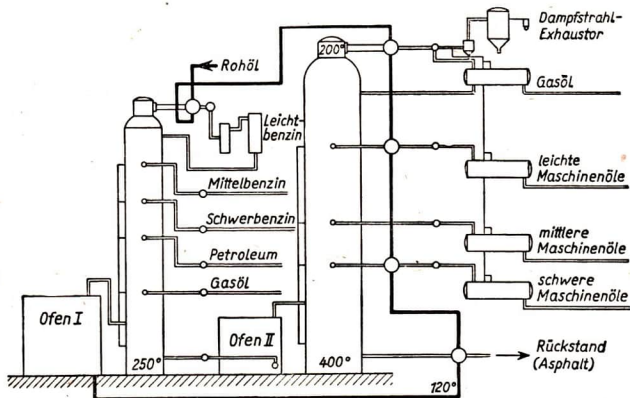 Dampfstrahl-
Exhaustor
200°
Rohöl
Gasöl
Leicht-
benzin
leichte
Maschinenöle
Mittelbenzin
Schwerbenzin
mittlere
Maschinenöle
Petroleum
Gasöl
schwere
Maschinenöle
Ofen I
Ofen II
Rückstand
(Asphalt)
250°
400°
120°